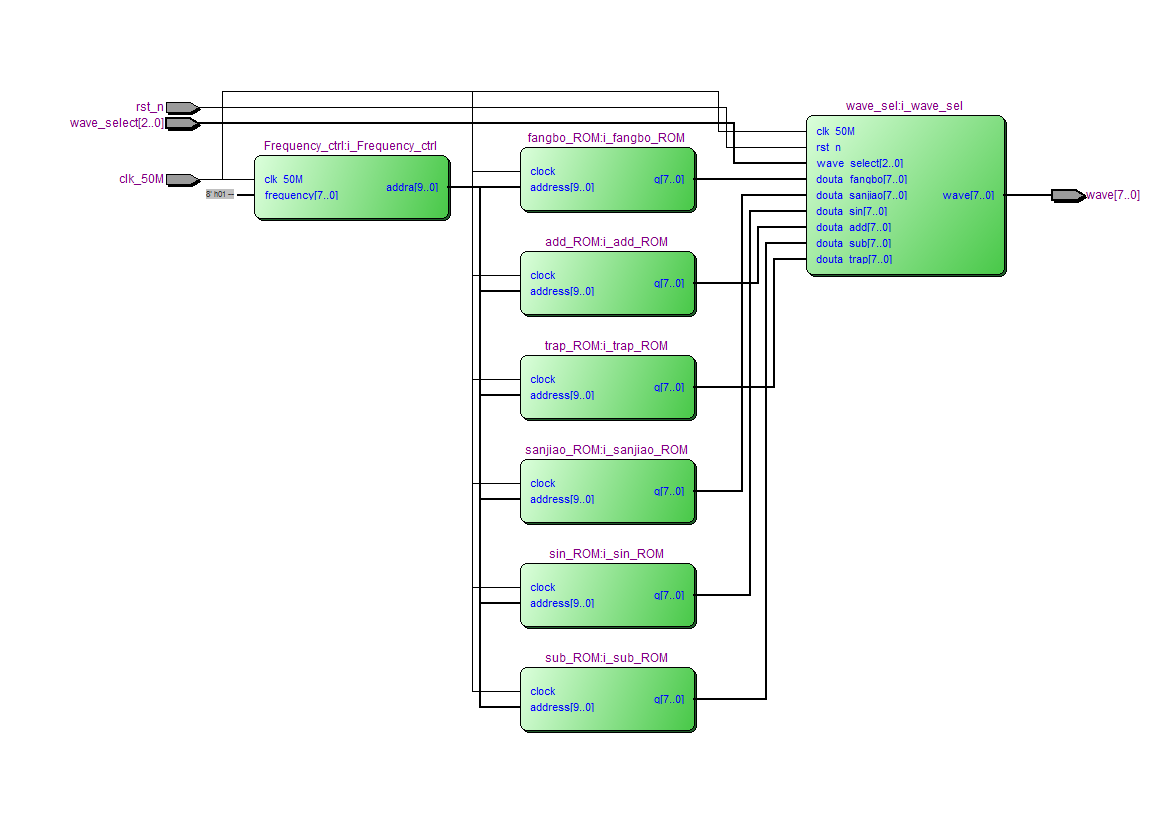 rst_n
wave_select[2..0]
clk_50M
8' h01
Frequency_ctrl:i_Frequency_ctrl
clk_50M
frequency[7..0]
addra[9..0]
fangbo_ROM:i_fangbo_ROM
clock
address[9..0]
q[7..0]
add_ROM:i_add_ROM
clock
address[9..0]
q[7..0]
trap_ROM:i_trap_ROM
clock
address[9..0]
q[7..0]
sanjiao_ROM:i_sanjiao_ROM
clock
address[9..0]
q[7..0]
sin_ROM:i_sin_ROM
clock
address[9..0]
q[7..0]
sub_ROM:i_sub_ROM
clock
address[9..0]
q[7..0]
wave_sel:i_wave_sel
clk_50M
rst_n
wave_select[2..0]
douta_fangbo[7..0]
douta_sanjiao[7..0]
douta_sin[7..0]
douta_add[7..0]
douta_sub[7..0]
douta_trap[7..0]
wave[7..0]
wave[7..0]